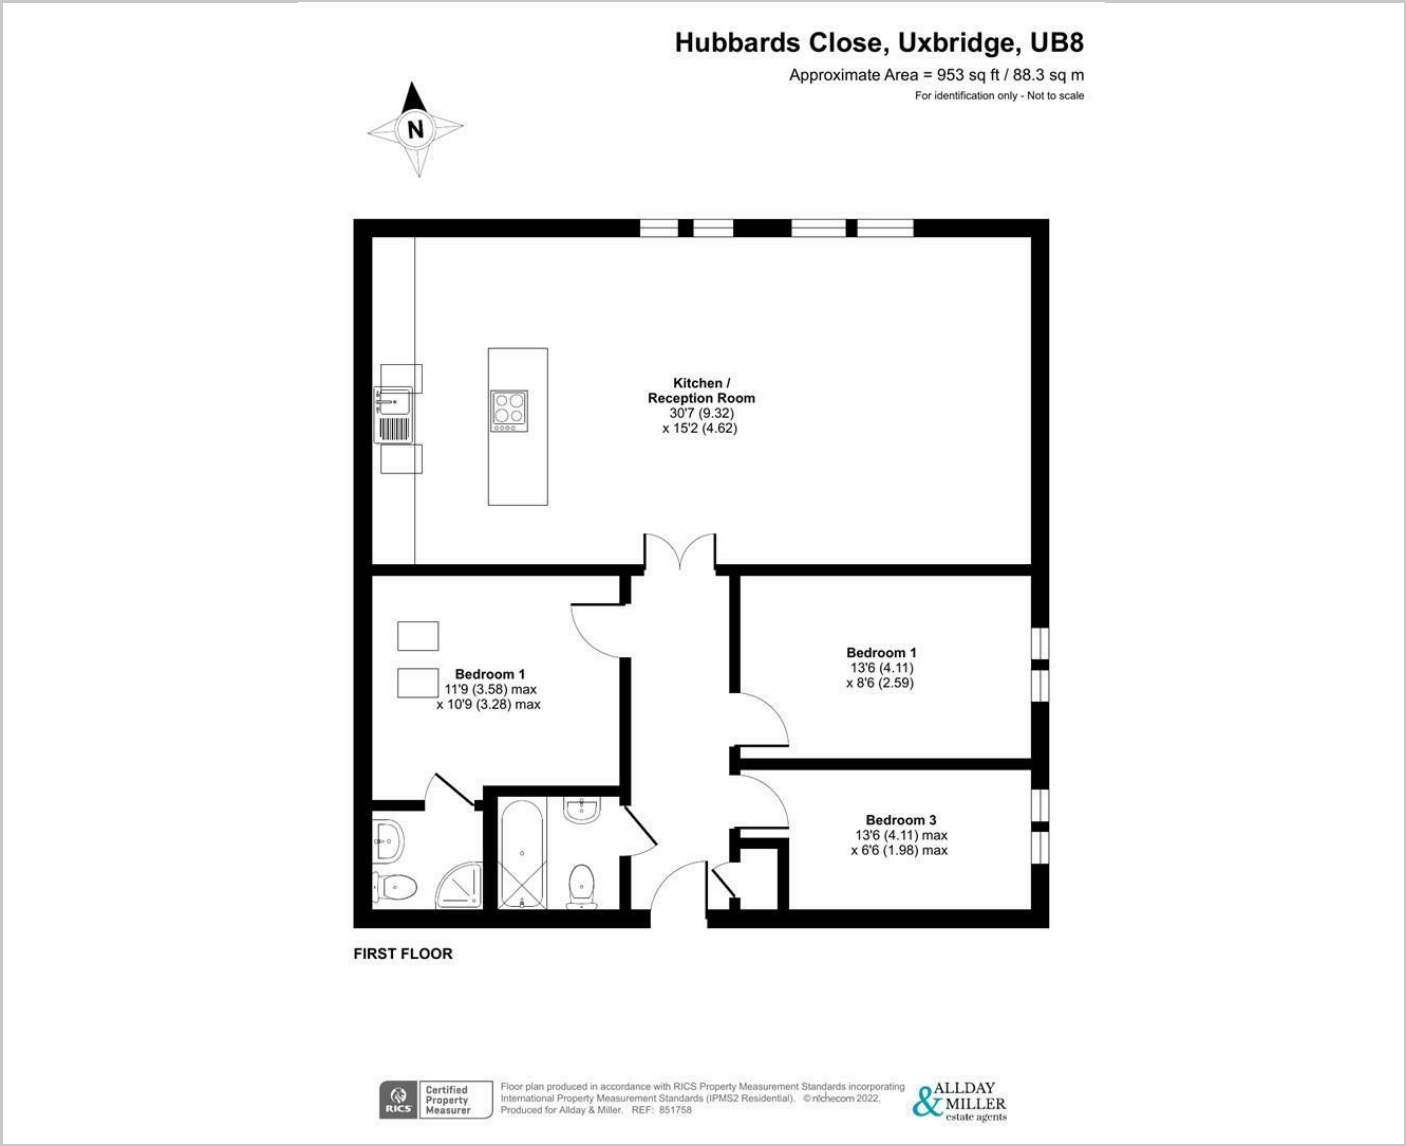 Hubbards Close, Uxbridge, UB8
Approximate Area = 953 sq ft / 88.3 sq m
For identification only - Not to scale
N
Kitchen /
Reception Room
30'7 (9.32)
x 15'2 (4.62)
Bedroom 1
11'9 (3.58) max
x 10'9 (3.28) max
Bedroom 1
13'6 (4.11)
x 8'6 (2.59)
Bedroom 3
13'6 (4.11) max
x 6'6 (1.98) max
FIRST FLOOR
RICS
Certified
Property
Measurer
Floor plan produced in accordance with RICS Property Measurement Standards incorporating
International Property Measurement Standards (IPMS2 Residential). © nichecom 2022.
Produced for Allday & Miller. REF: 851758
ALLDAY
& MILLER
estate agents